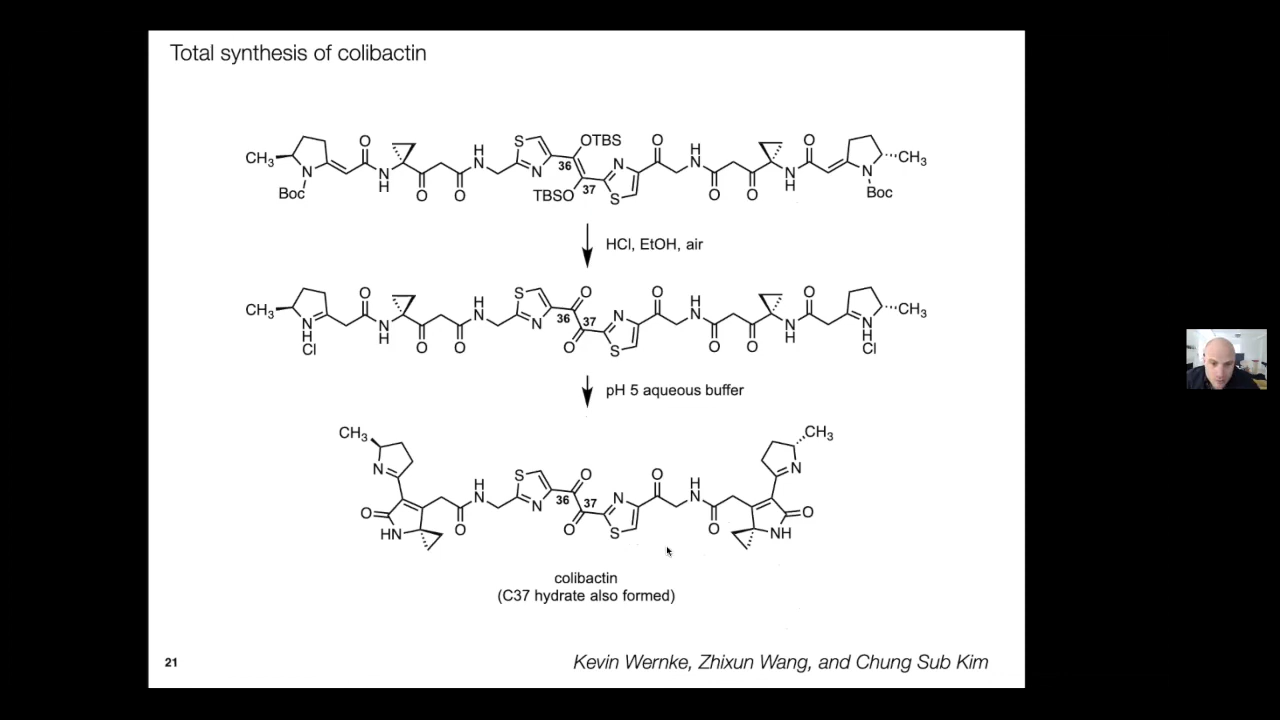 Total synthesis of colibactin
O OTBS O O
CH₃ H S H CH₃
N N 36 N N
N N N S N N
Boc H O O TBSO 37 O O H Boc
HCl, EtOH, air
O S O O O
CH₃ H H CH₃
N N 36 37 N N
N N O S N N
H H O O O O H H
Cl Cl
pH 5 aqueous buffer
CH₃ CH₃
N H S O O H N
O N N 36 37 N N O
HN O O S O NH
colibactin
(C37 hydrate also formed)
21 Kevin Wernke, Zhixun Wang, and Chung Sub Kim